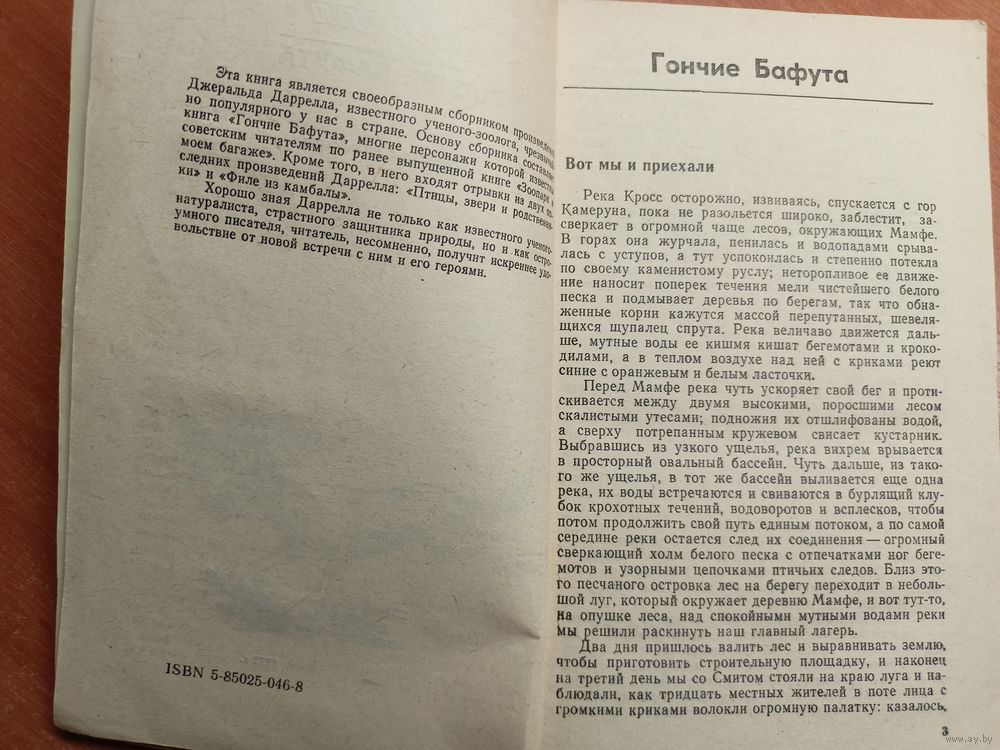 Эта книга является своеобразным сборником произведений
Джеральда Даррелла, известного ученого-зоолога, чрезвычай-
но популярного у нас в стране. Основу сборника составляет
книга «Гончие Бафута», многие персонажи которой известны
советским читателям по ранее выпущенной книге «Зоопарк в
моем багаже». Кроме того, в него входят отрывки из двух по-
следних произведений Даррелла: «Птицы, звери и родственни-
ки» и «Филе из камбалы».
Хорошо зная Даррелла не только как известного ученого-
натуралиста, страстного защитника природы, но и как остро-
умного писателя, читатель, несомненно, получит искреннее удо-
вольствие от новой встречи с ним и его героями.
ISBN 5-85025-046-8
Гончие Бафута
Вот мы и приехали
Река Кросс осторожно, извиваясь, спускается с гор
Камеруна, пока не разольется широко, заблестит, за-
сверкает в огромной чаще лесов, окружающих Мамфе.
В горах она журчала, пенилась и водопадами срыва-
лась с уступов, а тут успокоилась и степенно потекла
по своему каменистому руслу; неторопливое ее движе-
ние наносит поперек течения мели чистейшего белого
песка и подмывает деревья по берегам, так что обна-
женные корни кажутся массой перепутанных, шевеля-
щихся щупалец спрута. Река величаво движется даль-
ше, мутные воды ее кишмя кишат бегемотами и кроко-
дилами, а в теплом воздухе над ней с криками реют
синие с оранжевым и белым ласточки.
Перед Мамфе река чуть ускоряет свой бег и проти-
скивается между двумя высокими, поросшими лесом
скалистыми утесами; подножия их отшлифованы водой,
а сверху потрепанным кружевом свисает кустарник.
Выбравшись из узкого ущелья, река вихрем врывается
в просторный овальный бассейн. Чуть дальше, из тако-
го же ущелья, в тот же бассейн выливается еще одна
река, их воды встречаются и свиваются в бурлящий клу-
бок крохотных течений, водоворотов и всплесков, чтобы
потом продолжить свой путь единым потоком, а по самой
середине реки остается след их соединения — огромный
сверкающий холм белого песка с отпечатками ног беге-
мотов и узорными цепочками птичьих следов. Близ это-
го песчаного островка лес на берегу переходит в неболь-
шой луг, который окружает деревню Мамфе, и вот тут-то,
на опушке леса, над спокойными мутными водами реки
мы решили раскинуть наш главный лагерь.
Два дня пришлось валить лес и выравнивать землю,
чтобы приготовить строительную площадку, и наконец
на третий день мы со Смитом стояли на краю луга и на-
блюдали, как тридцать местных жителей в поте лица с
громкими криками волокли огромную палатку: казалось,
3
www.ay.by